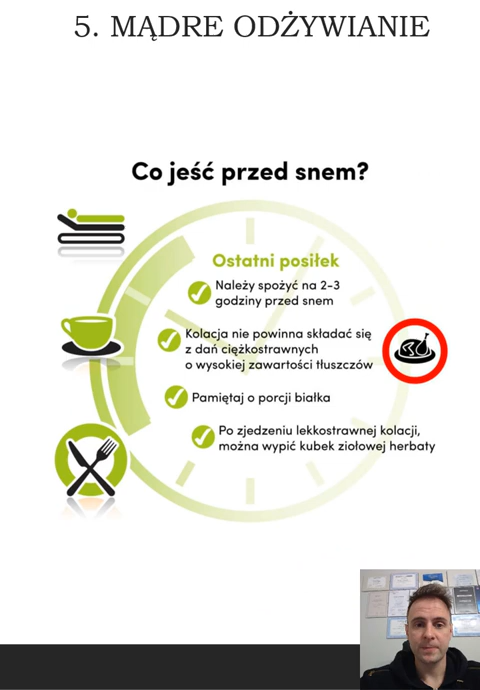 5. MĄDRE ODŻYWIANIE
Co jeść przed snem?
Ostatni posiłek
Należy spożyć na 2-3
godziny przed snem
Kolacja nie powinna składać się
z dań ciężkostrawnych
o wysokiej zawartości tłuszczów
Pamiętaj o porcji białka
Po zjedzeniu lekkostrawnej kolacji,
można wypić kubek ziołowej herbaty